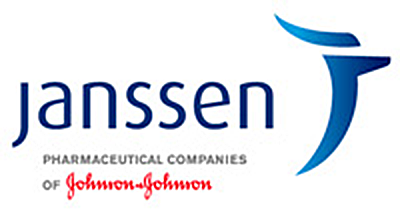 janssen
PHARMACEUTICAL COMPANIES
OF Johnson & Johnson